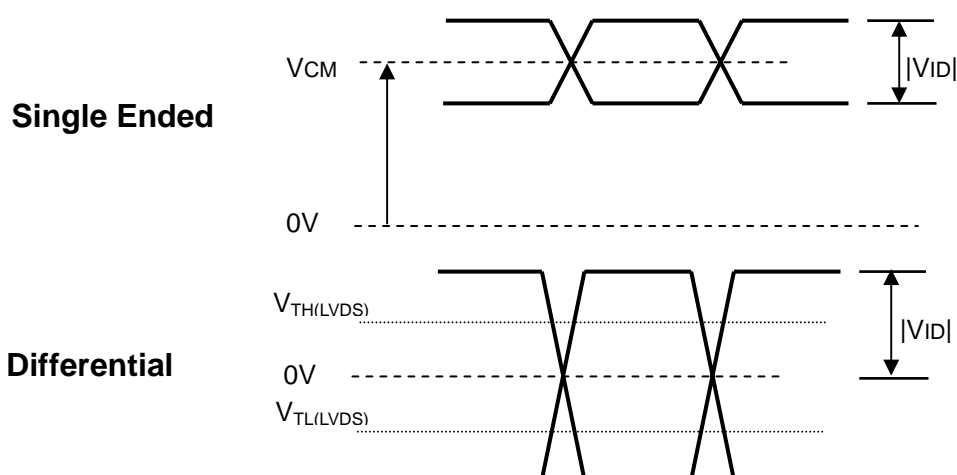 VCM
|VID|
Single Ended
0V
VTH(LVDS)
|VID|
Differential
0V
VTL(LVDS)